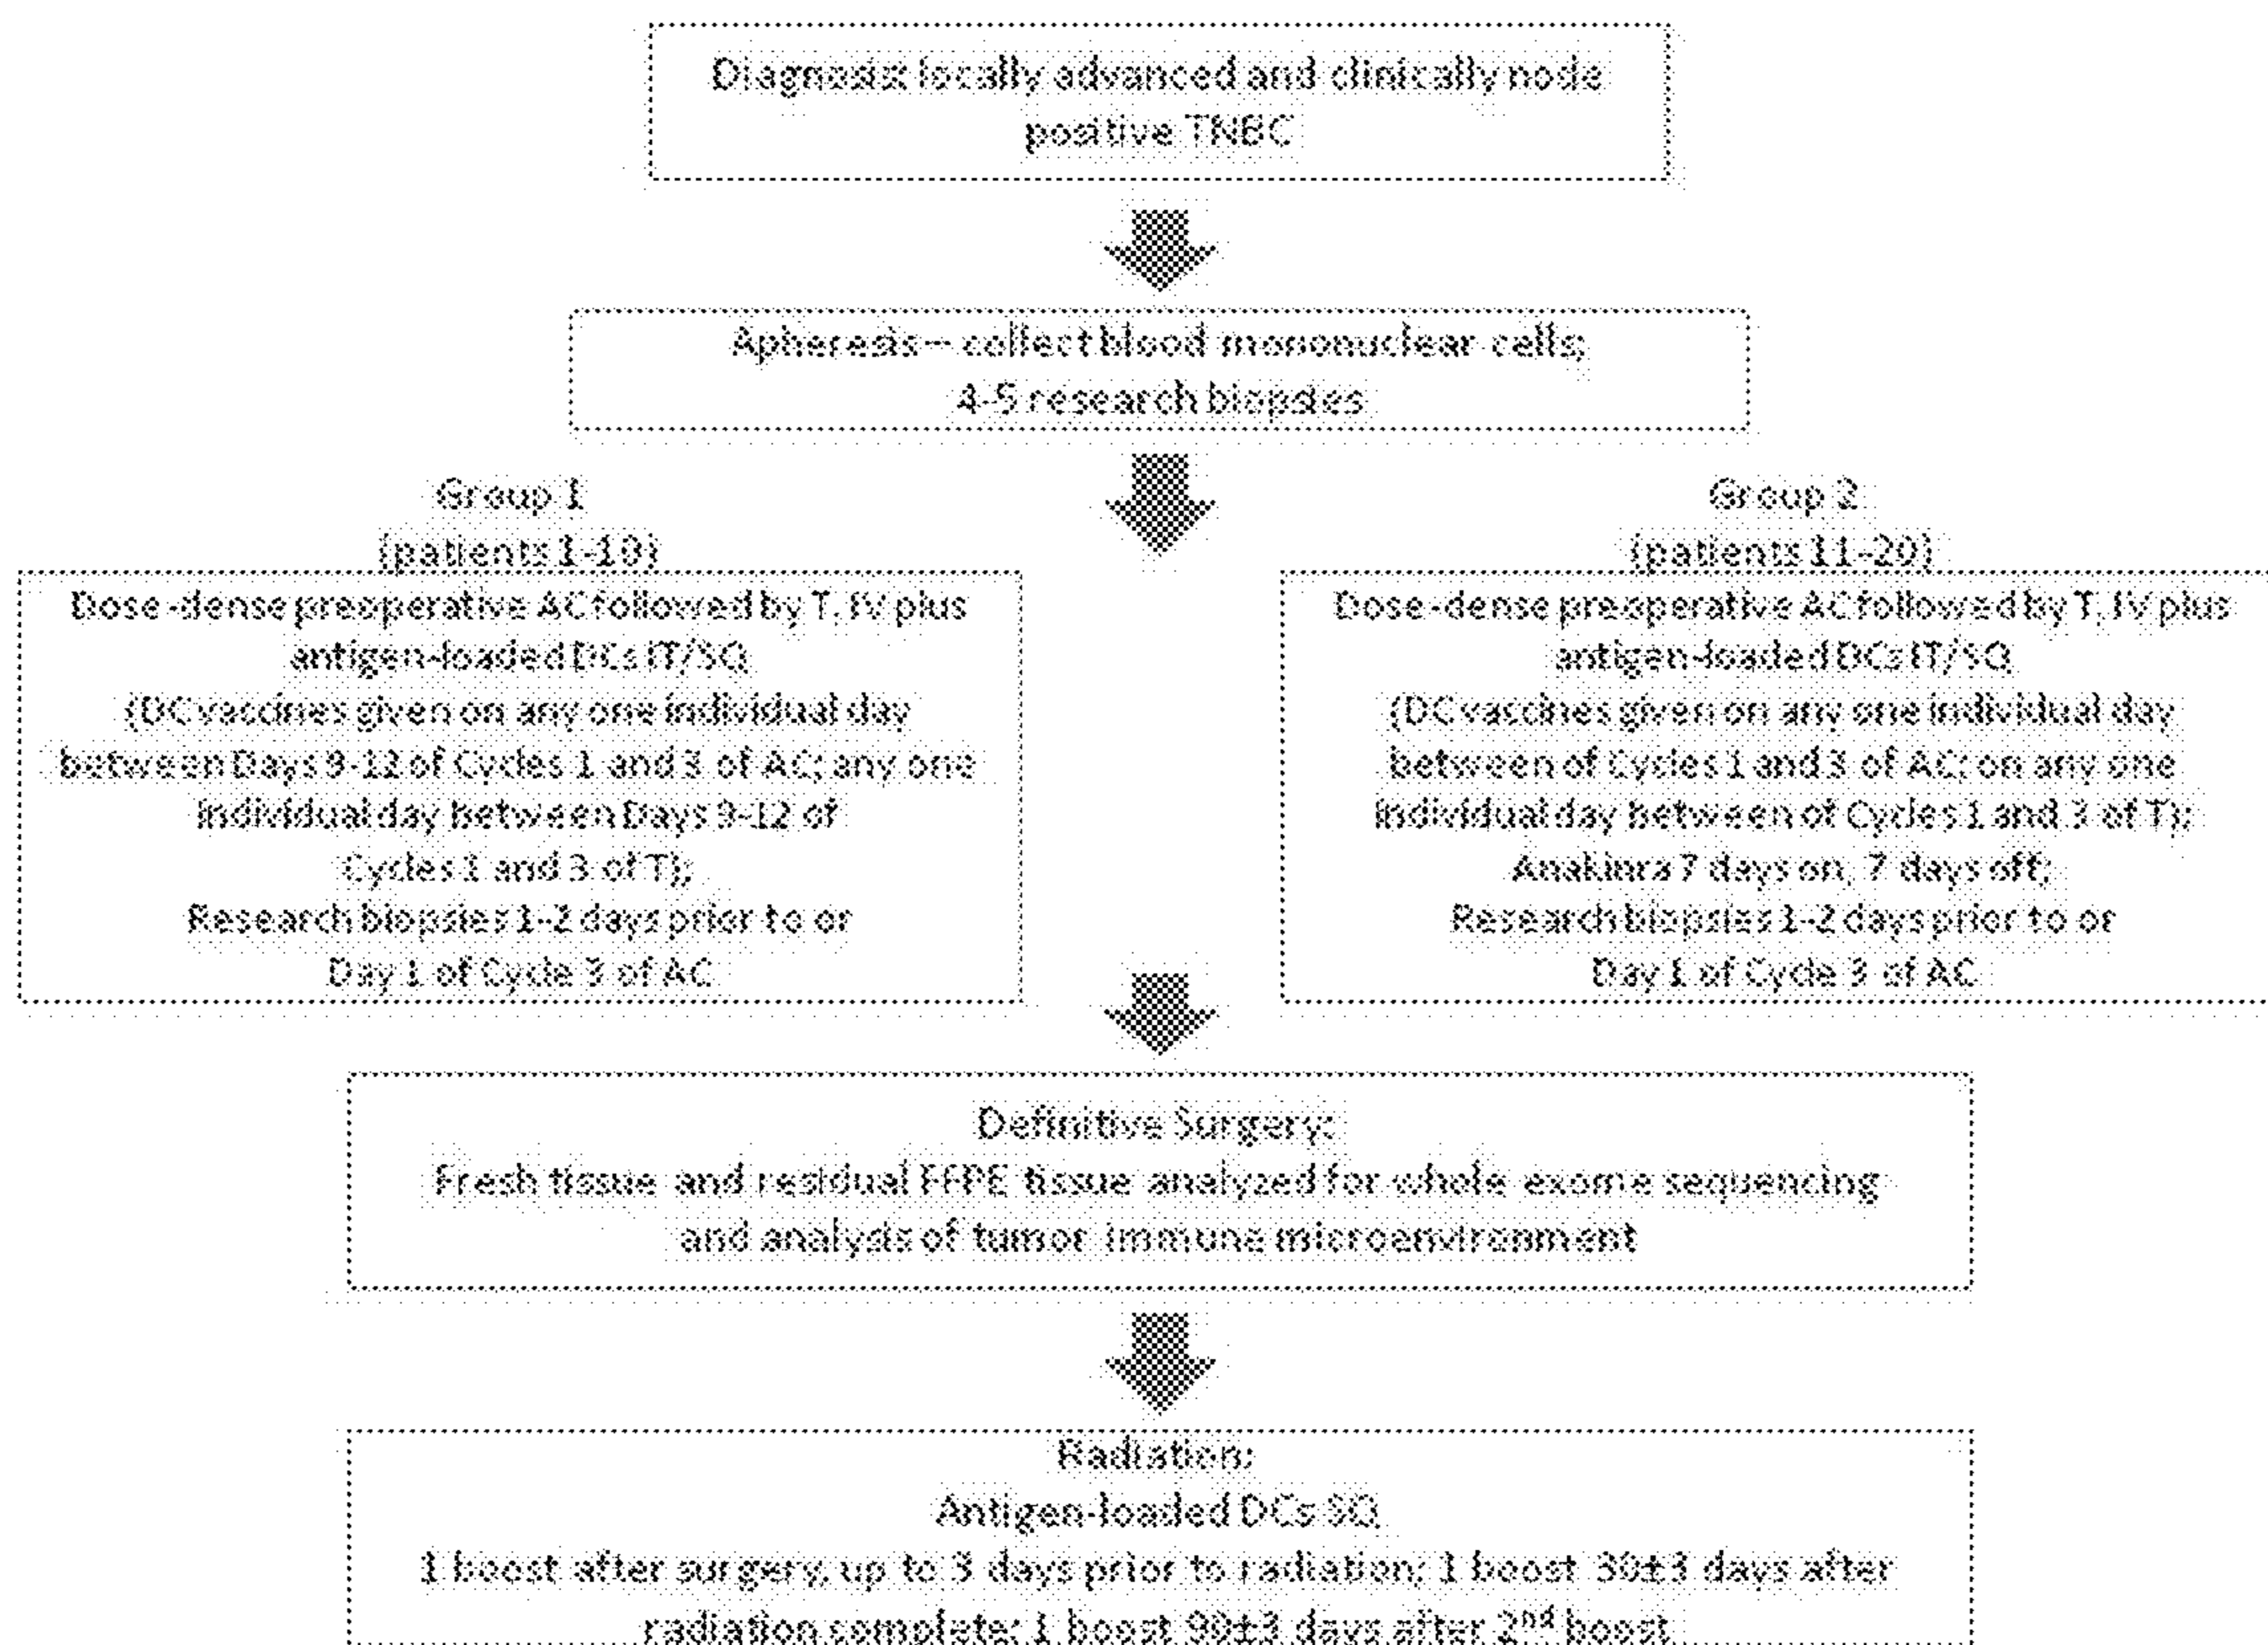 Diagnosis: locally advanced and clinically node
positive TNBC
Apheresis – collect blood mononuclear cells;
4-5 research biopsies
Group 1
(patients 1-10)
Dose-dense preoperative AC followed by T, IV plus
antigen-loaded DCs IT/SQ
(DC vaccines given on any one individual day
between Days 9-12 of Cycles 1 and 3 of AC; any one
individual day between Days 9-12 of
Cycles 1 and 3 of T);
Research biopsies 1-2 days prior to or
Day 1 of Cycle 3 of AC
Group 2
(patients 11-20)
Dose-dense preoperative AC followed by T, IV plus
antigen-loaded DCs IT/SQ
(DC vaccines given on any one individual day
between of Cycles 1 and 3 of AC; on any one
individual day between of Cycles 1 and 3 of T);
Anakinra 7 days on, 7 days off;
Research biopsies 1-2 days prior to or
Day 1 of Cycle 3 of AC
Definitive Surgery:
Fresh tissue and residual FFPE tissue analyzed for whole exome sequencing
and analysis of tumor immune microenvironment
Radiation:
Antigen-loaded DCs SQ
1 boost after surgery, up to 3 days prior to radiation; 1 boost 30±3 days after
radiation complete; 1 boost 90±3 days after 2nd boost